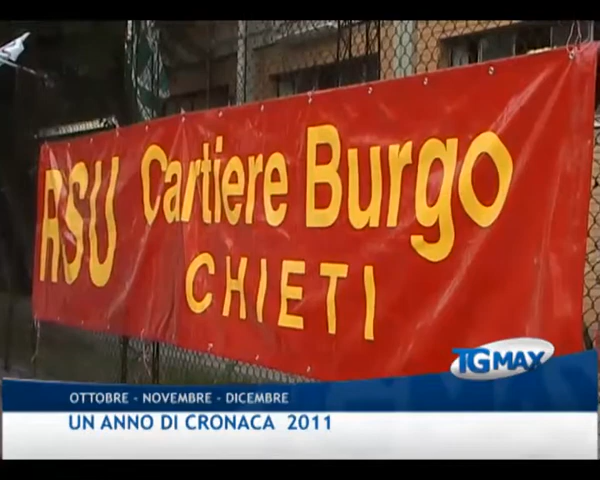 RSU Cartiere Burgo
CHIETI
TGMAX
OTTOBRE - NOVEMBRE - DICEMBRE
UN ANNO DI CRONACA 2011